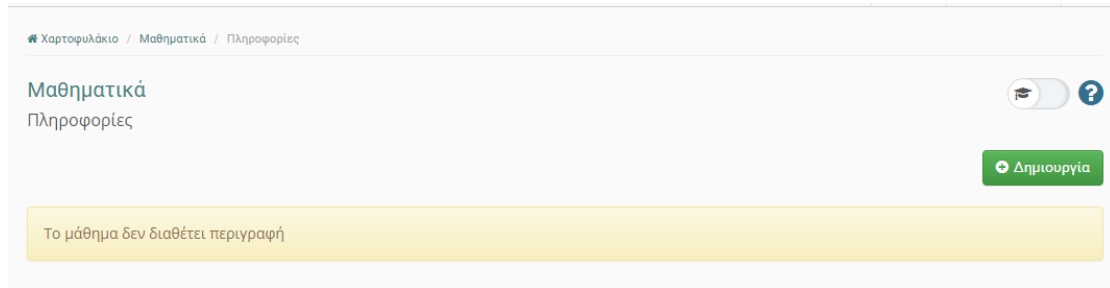 Χαρτοφυλάκιο / Μαθηματικά / Πληροφορίες
Μαθηματικά
Πληροφορίες
Δημιουργία
Το μάθημα δεν διαθέτει περιγραφή